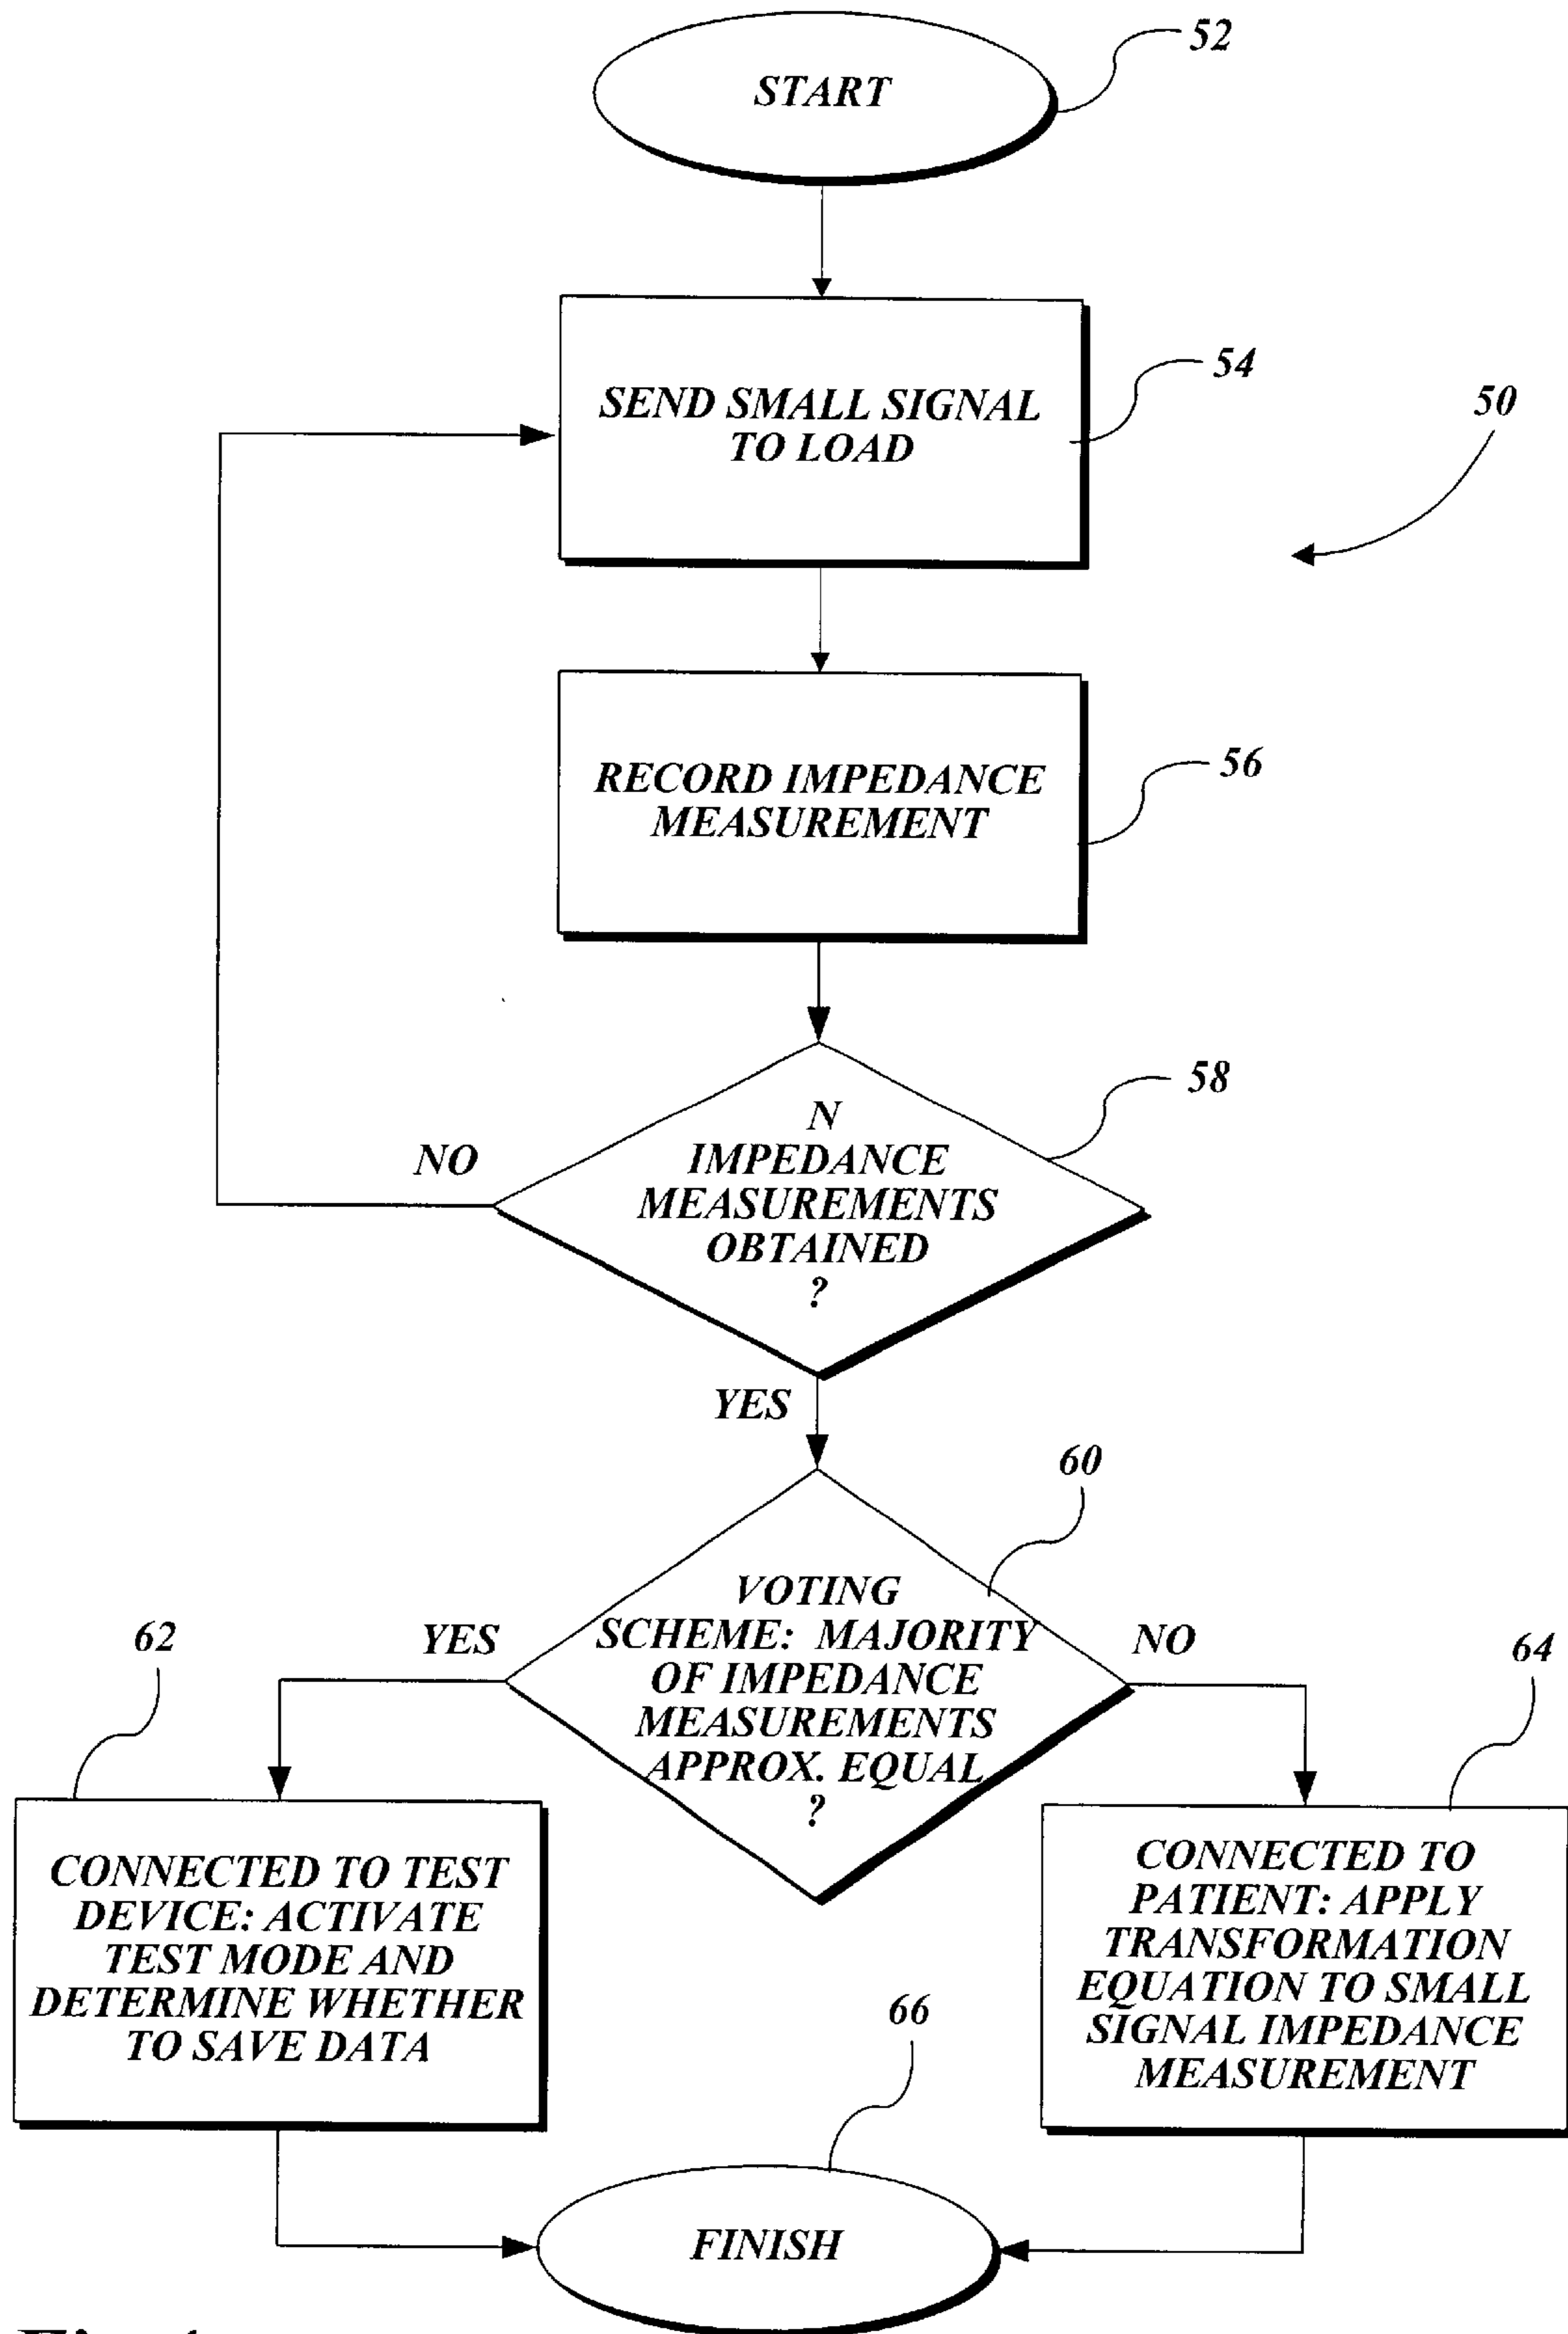 START
52
SEND SMALL SIGNAL
TO LOAD
54
50
RECORD IMPEDANCE
MEASUREMENT
56
N
IMPEDANCE
MEASUREMENTS
OBTAINED
?
58
NO
YES
60
VOTING
SCHEME: MAJORITY
OF IMPEDANCE
MEASUREMENTS
APPROX. EQUAL
?
YES
NO
62
64
CONNECTED TO TEST
DEVICE: ACTIVATE
TEST MODE AND
DETERMINE WHETHER
TO SAVE DATA
CONNECTED TO
PATIENT: APPLY
TRANSFORMATION
EQUATION TO SMALL
SIGNAL IMPEDANCE
MEASUREMENT
66
FINISH